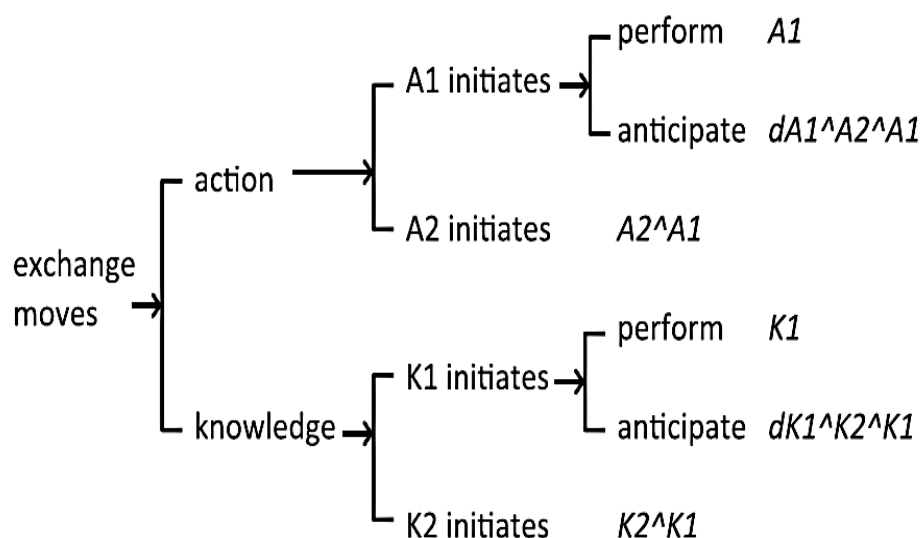 perform A1
A1 initiates
anticipate dA1^A2^A1
action
A2 initiates A2^A1
exchange
moves
perform K1
K1 initiates
knowledge
anticipate dK1^K2^K1
K2 initiates K2^K1